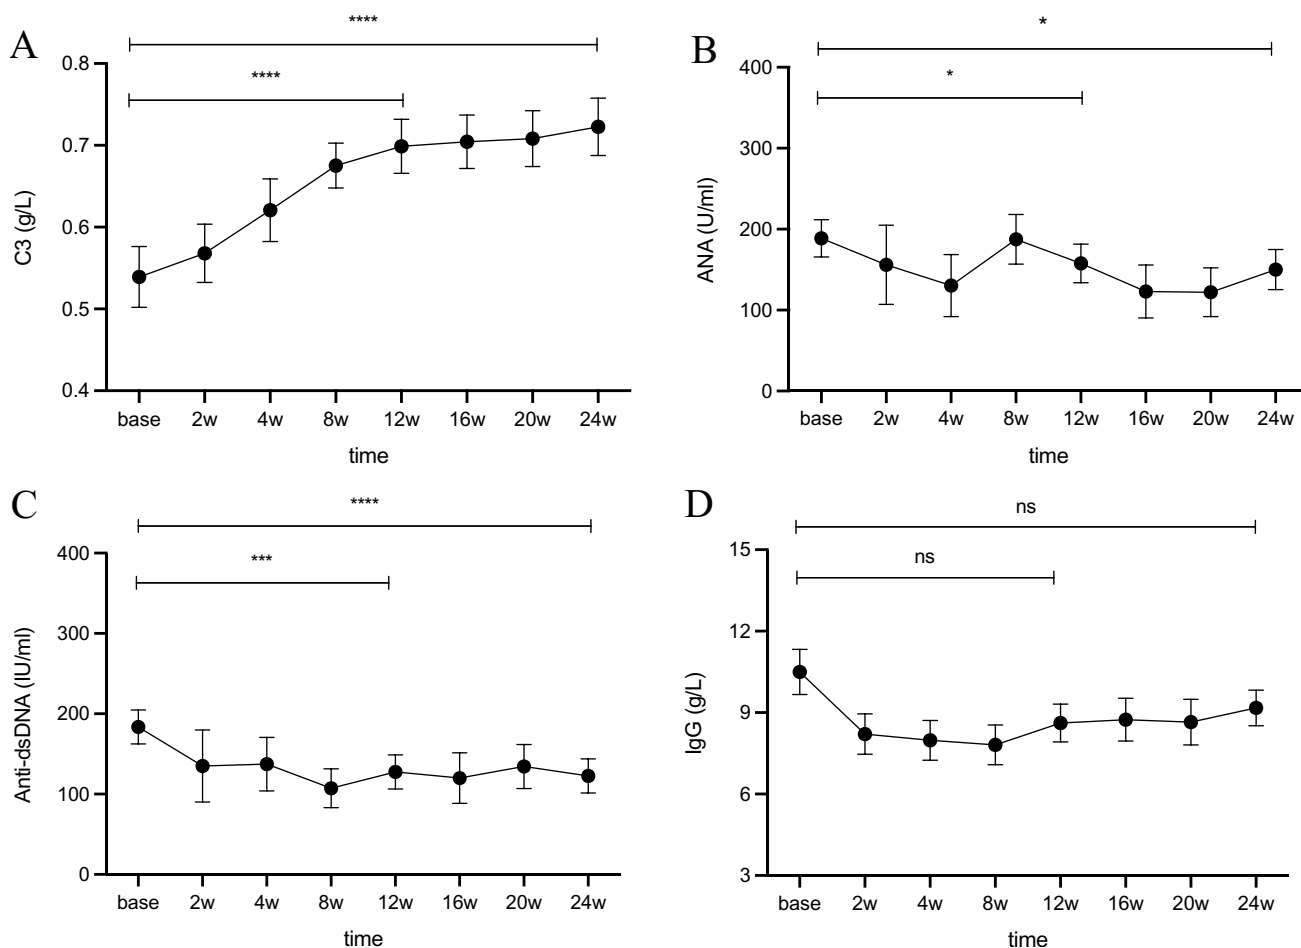 A
****
****
C3 (g/L)
0.8
0.7
0.6
0.5
0.4
base 2w 4w 8w 12w 16w 20w 24w
time
B
*
*
ANA (U/ml)
400
300
200
100
0
base 2w 4w 8w 12w 16w 20w 24w
time
C
****
***
Anti-dsDNA (IU/ml)
400
300
200
100
0
base 2w 4w 8w 12w 16w 20w 24w
time
D
ns
ns
IgG (g/L)
15
12
9
6
3
base 2w 4w 8w 12w 16w 20w 24w
time